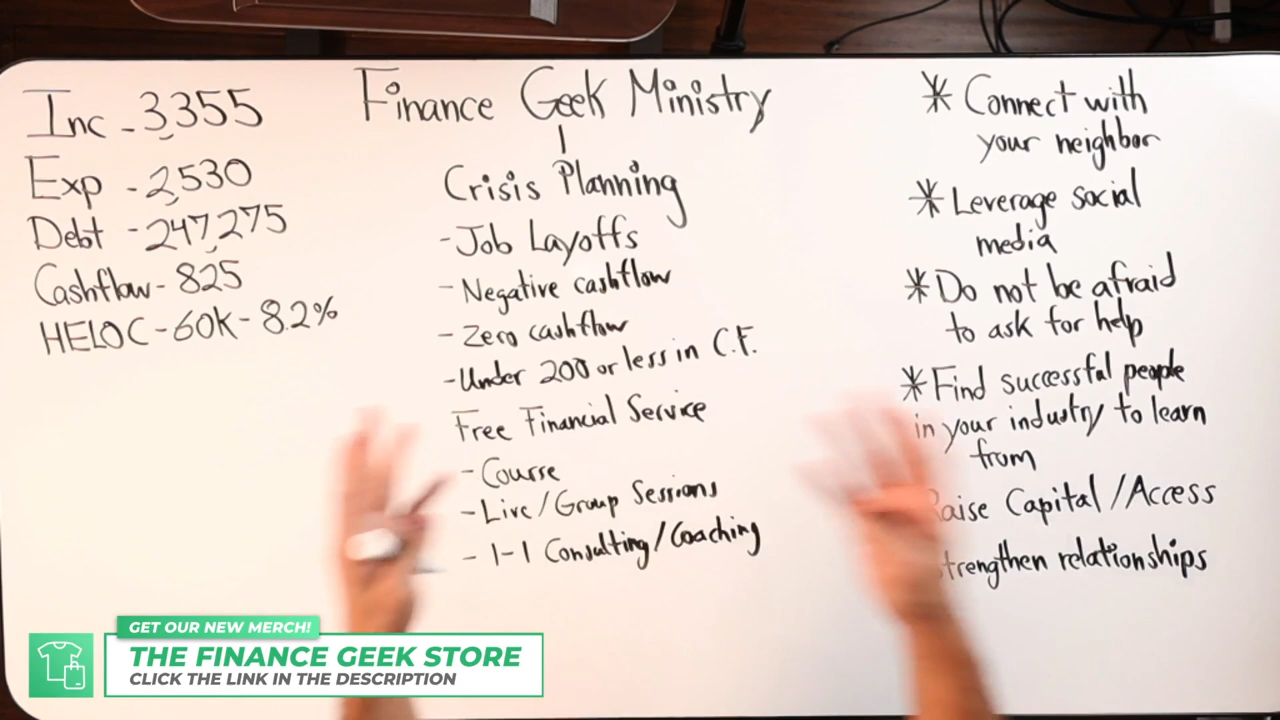 Inc - 3,355
Exp - 2,530
Debt - 247,275
Cashflow - 825
HELOC - 60K - 8.2%
Finance Geek Ministry
Crisis Planning
- Job Layoffs
- Negative cashflow
- Zero cashflow
- Under 200 or less in C.F.
Free Financial Service
- Course
- Live/Group Sessions
- 1-1 Consulting/Coaching
* Connect with
your neighbor
* Leverage social
media
* Do not be afraid
to ask for help
* Find successful people
in your industry to learn
from
Raise Capital/Access
trengthen relationships
GET OUR NEW MERCH!
THE FINANCE GEEK STORE
CLICK THE LINK IN THE DESCRIPTION